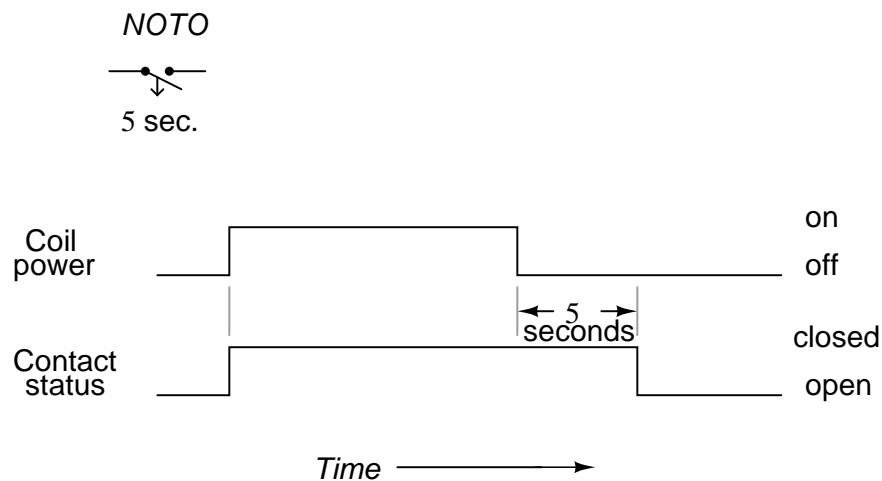 NOTO
5 sec.
Coil
power
on
off
5
seconds
Contact
status
closed
open
Time